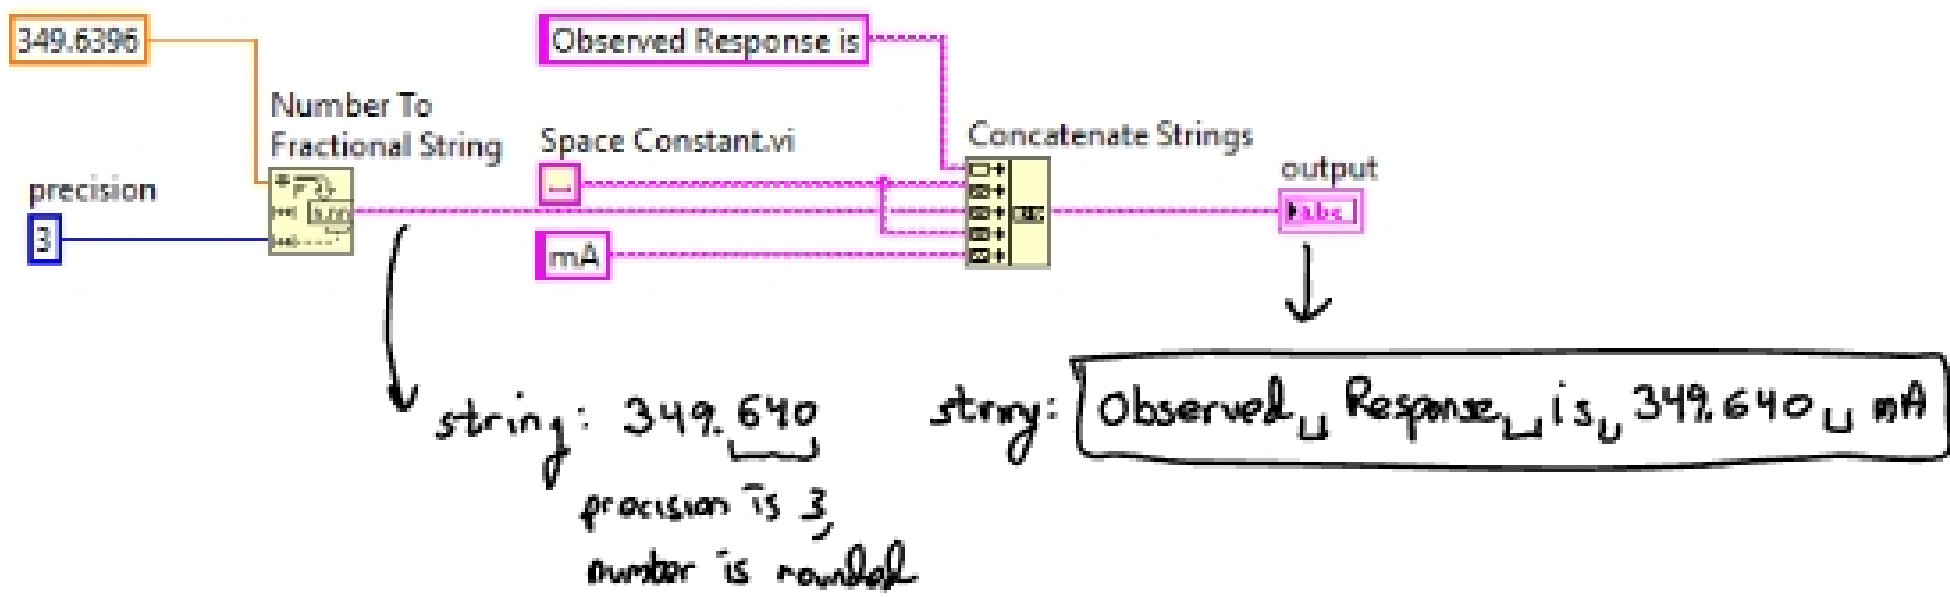 349.6396
Observed Response is
Number To
Fractional String
Space Constant.vi
Concatenate Strings
output
precision
3
mA
abc
string: 349.640
precision is 3,
number is rounded
string: Observed␣Response␣is␣349.640␣mA